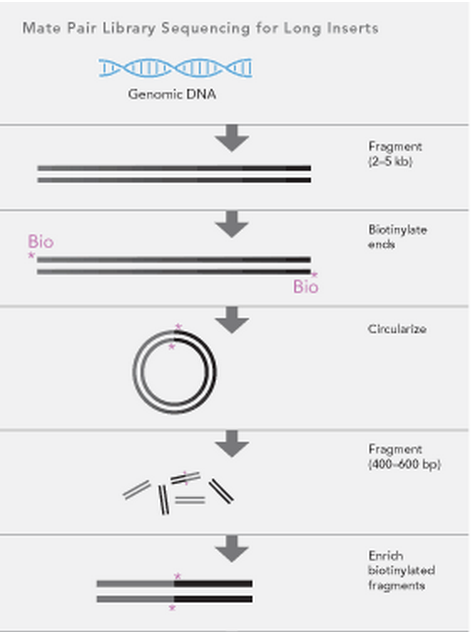 Mate Pair Library Sequencing for Long Inserts
Genomic DNA
Fragment
(2–5 kb)
Biotinylate
ends
Bio
*
*
Bio
Circularize
*
*
Fragment
(400–600 bp)
Enrich
biotinylated
fragments
*
*